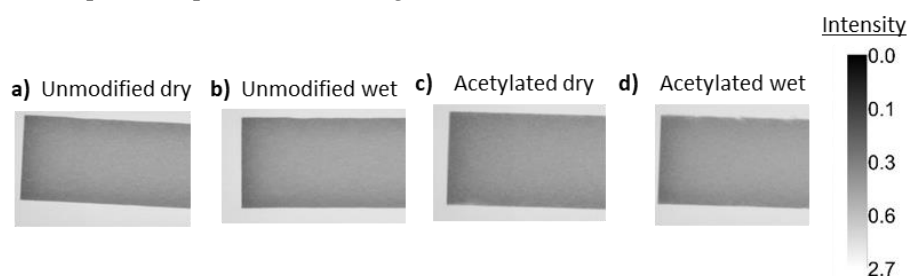 Intensity
0.0
a) Unmodified dry b) Unmodified wet c) Acetylated dry d) Acetylated wet
0.1
0.3
0.6
2.7